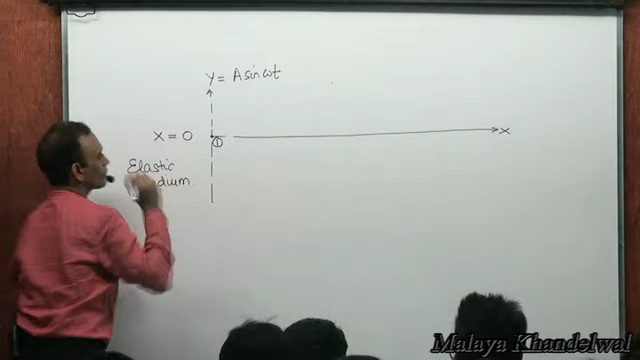 y = A sin ωt
x = 0
①
x
Elastic
dium
Malaya Khandelwal